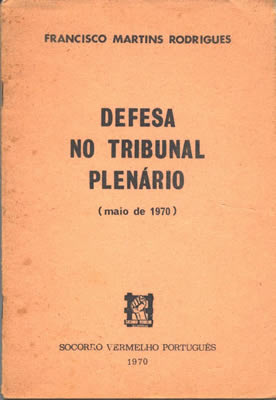 FRANCISCO MARTINS RODRIGUES
DEFESA
NO TRIBUNAL
PLENÁRIO
(maio de 1970)
SOCORRO VERMELHO PORTUGUÊS
1970